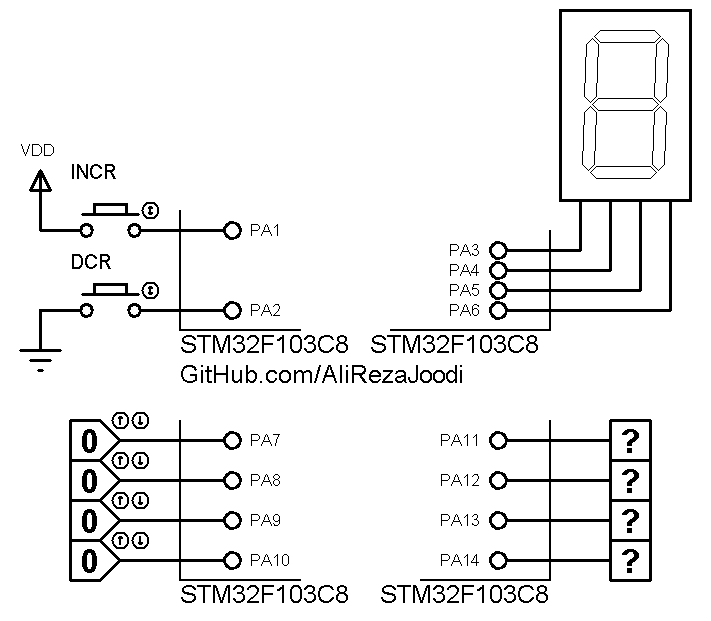 VDD
INCR
PA1
DCR
PA2
PA3
PA4
PA5
PA6
STM32F103C8 STM32F103C8
GitHub.com/AliRezaJoodi
0 PA7 PA11 ?
0 PA8 PA12 ?
0 PA9 PA13 ?
0 PA10 PA14 ?
STM32F103C8 STM32F103C8